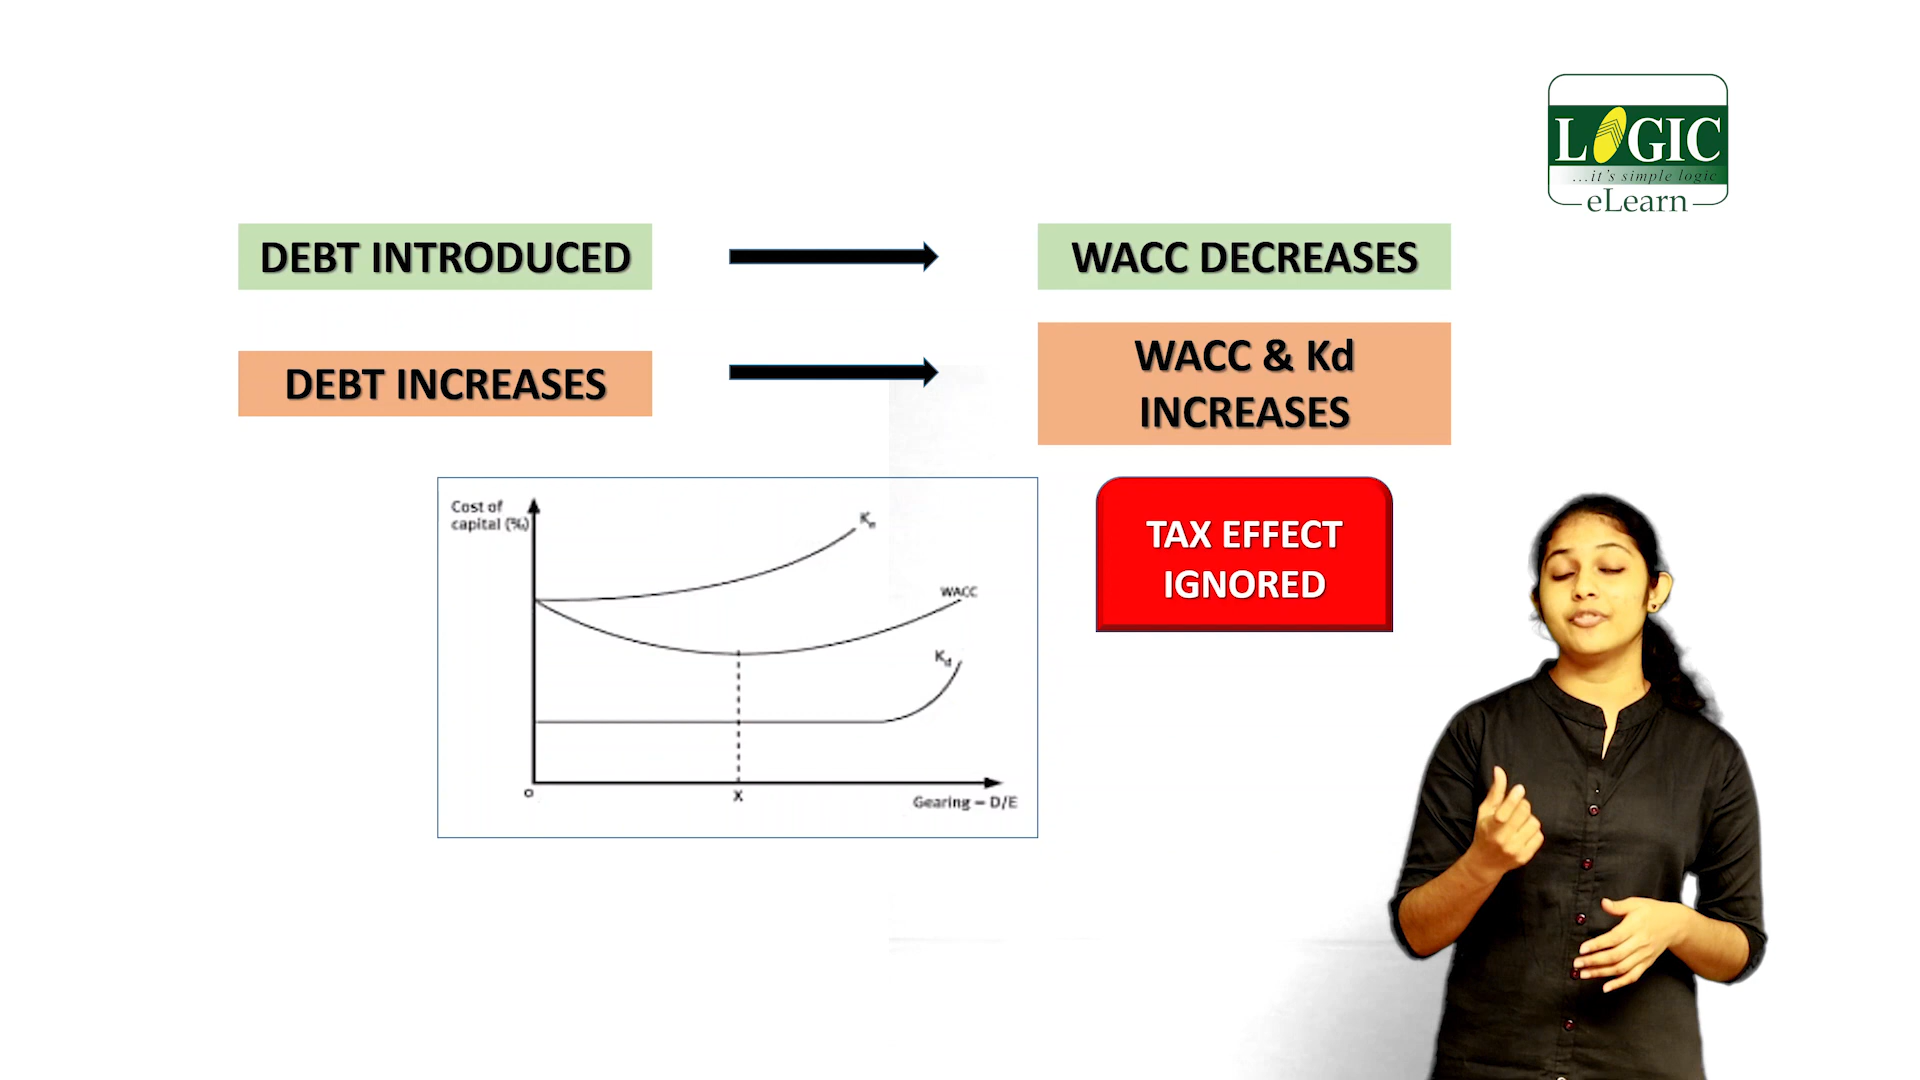 LOGIC
...it's simple logic
eLearn
DEBT INTRODUCED
WACC DECREASES
DEBT INCREASES
WACC & Kd
INCREASES
Cost of
capital (%)
Ke
WACC
Kd
O
X
Gearing – D/E
TAX EFFECT
IGNORED